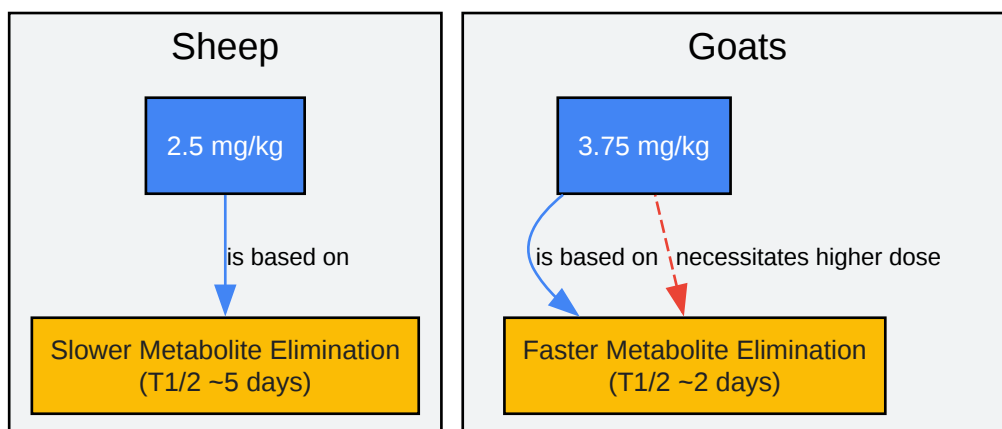 Sheep
2.5 mg/kg
is based on
Slower Metabolite Elimination
(T1/2 ~5 days)
Goats
3.75 mg/kg
is based on
necessitates higher dose
Faster Metabolite Elimination
(T1/2 ~2 days)